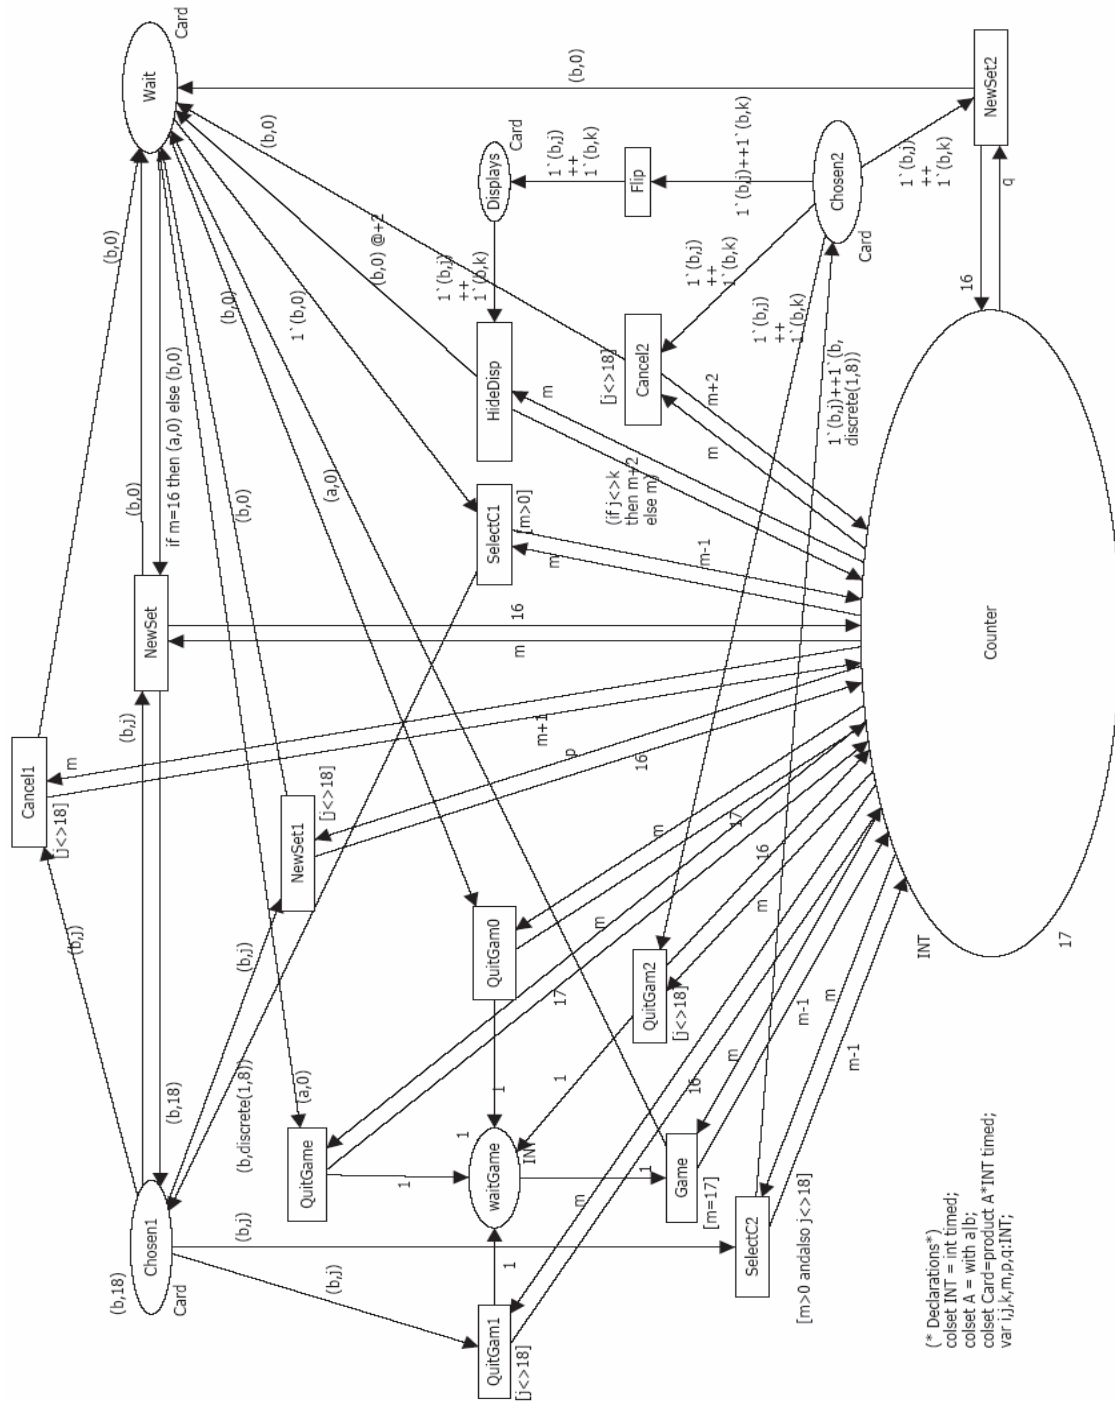 Cancel1
[j<>18]
m
(b,j)
(b,0)
(b,18)
Chosen1
Card
(b,j)
(b,18)
NewSet
(b,0)
if m=16 then (a,0) else (b,0)
Wait
Card
(b,j)
(b,discrete(1,8))
NewSet1
[j<>18]
(b,0)
(b,0)
(b,j)
QuitGame
(a,0)
(b,0)
1`(b,0)
(a,0)
(b,j)
1
QuitGam1
[j<>18]
1
waitGame
1
INT
1
QuitGam0
17
SelectC1
[m>0]
HideDisp
(b,0) @+2
Displays
Card
1`(b,j)
++
1`(b,k)
1`(b,j)
++
1`(b,k)
m+1
p
16
16
m
m
m
m
17
1
1
Game
[m=17]
m
QuitGam2
[j<>18]
m-1
m
m
(if j<>k
then m+2
else m)
Cancel2
[j<>18]
Flip
(b,0)
(b,0)
1`(b,j)
++
1`(b,k)
1`(b,j)++1`(b,k)
SelectC2
[m>0 andalso j<>18]
16
m
16
m-1
m
m-1
m
m+2
1`(b,j)
++
1`(b,k)
1`(b,j)++1`(b,
discrete(1,8))
Chosen2
Card
1`(b,j)
++
1`(b,k)
NewSet2
16
q
Counter
INT
17
(* Declarations*)
colset INT = int timed;
colset A = with a|b;
colset Card=product A*INT timed;
var i,j,k,m,p,q:INT;